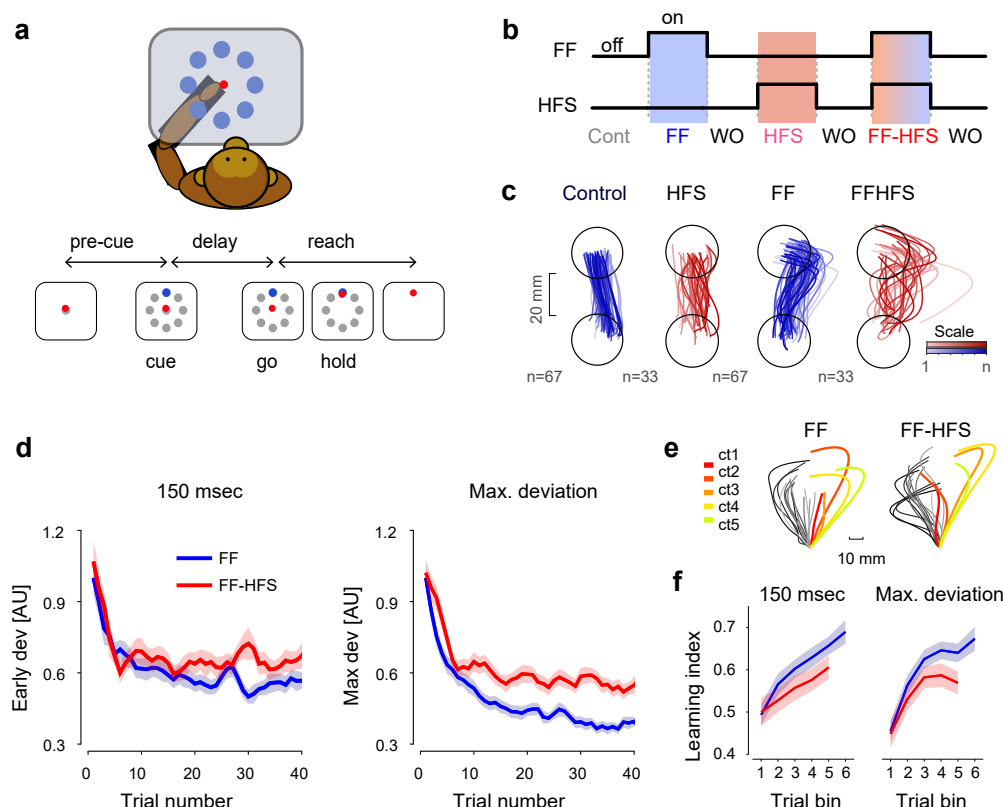 a
pre-cue delay reach
cue go hold
b
on
FF off
HFS
Cont FF WO HFS WO FF-HFS WO
c
Control HFS FF FFHFS
20 mm
Scale
1 n
n=67 n=33 n=67 n=33
d
150 msec
Early dev [AU]
1.2
0.9
0.6
0.3
FF
FF-HFS
0 10 20 30 40
Trial number
Max. deviation
Max dev [AU]
1.2
0.9
0.6
0.3
0 10 20 30 40
Trial number
e
FF FF-HFS
ct1
ct2
ct3
ct4
ct5
10 mm
f
150 msec Max. deviation
Learning index
0.7
0.6
0.5
0.4
1 2 3 4 5 6 1 2 3 4 5 6
Trial bin Trial bin